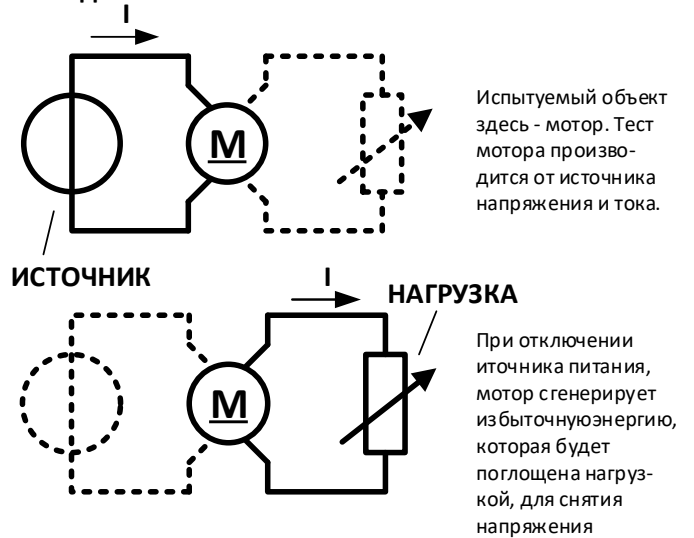 I
Испытуемый объект
здесь - мотор. Тест
мотора произво-
дится от источника
напряжения и тока.
M
ИСТОЧНИК
I
НАГРУЗКА
При отключении
иточника питания,
мотор сгенерирует
избыточнуюэнергию,
которая будет
поглощена нагруз-
кой, для снятия
напряжения
M